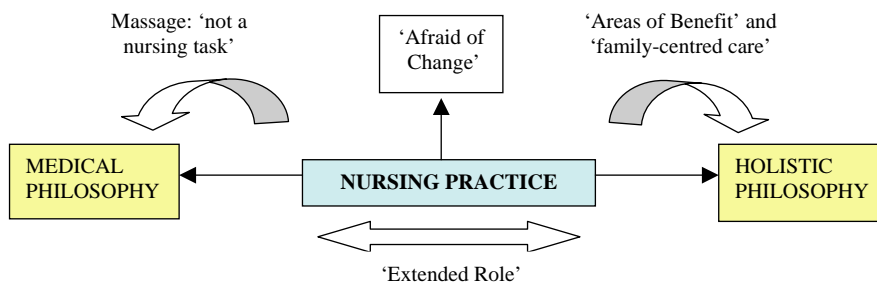 Massage: ‘not a
nursing task’
‘Afraid of
Change’
‘Areas of Benefit’ and
‘family-centred care’
MEDICAL
PHILOSOPHY
NURSING PRACTICE
HOLISTIC
PHILOSOPHY
‘Extended Role’